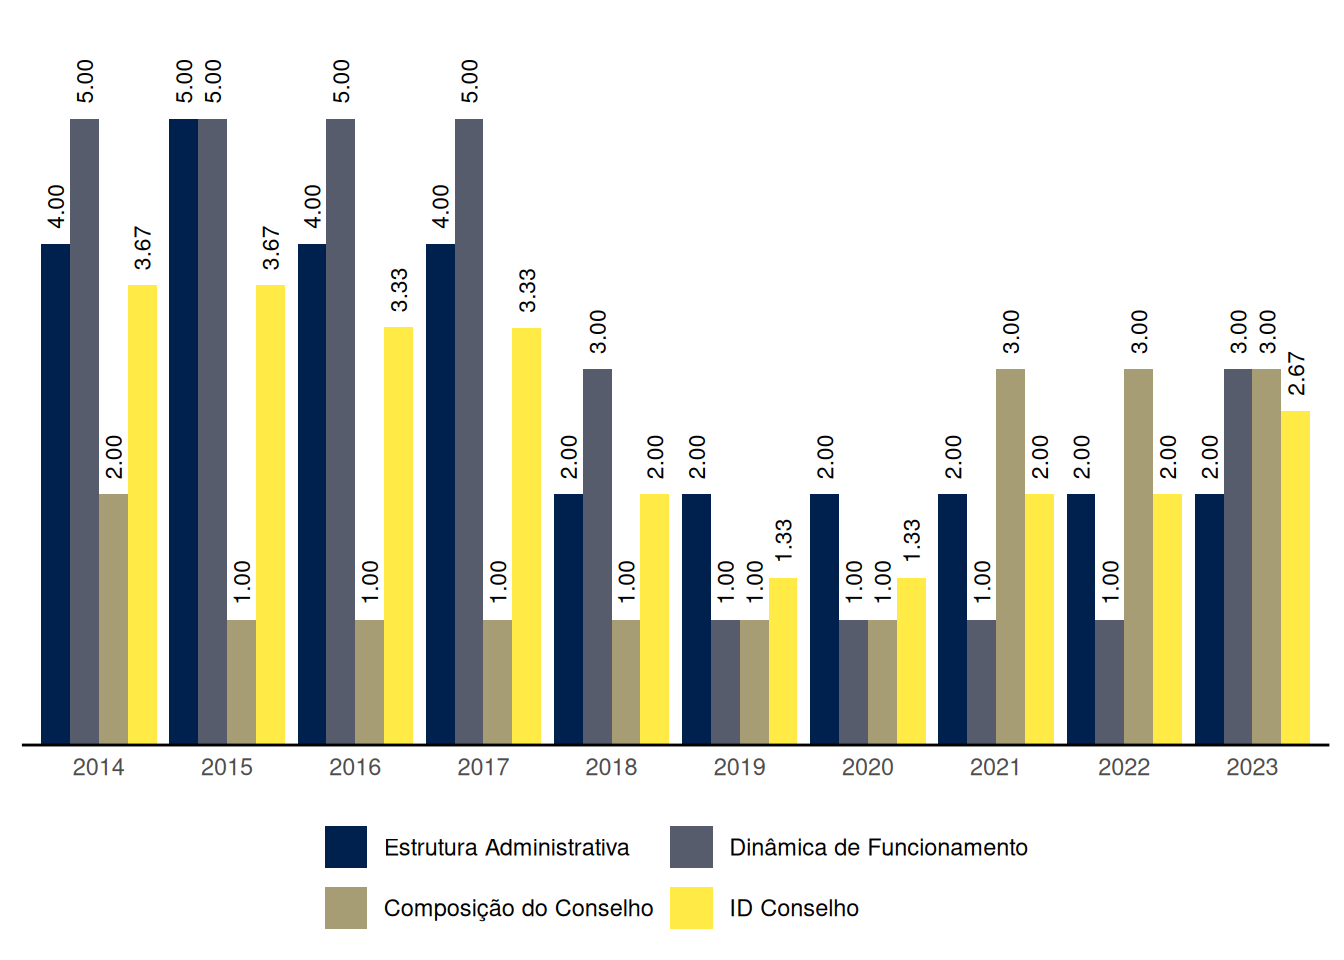 4.00 5.00 2.00 3.67 5.00 5.00 1.00 3.67 4.00 5.00 1.00 3.33 4.00 5.00 1.00 3.33 2.00 3.00 1.00 2.00 2.00 1.00 1.00 1.33 2.00 1.00 1.00 1.33 2.00 1.00 3.00 2.00 2.00 1.00 3.00 2.00 2.00 3.00 3.00 2.67
2014 2015 2016 2017 2018 2019 2020 2021 2022 2023
Estrutura Administrativa Dinâmica de Funcionamento
Composição do Conselho ID Conselho